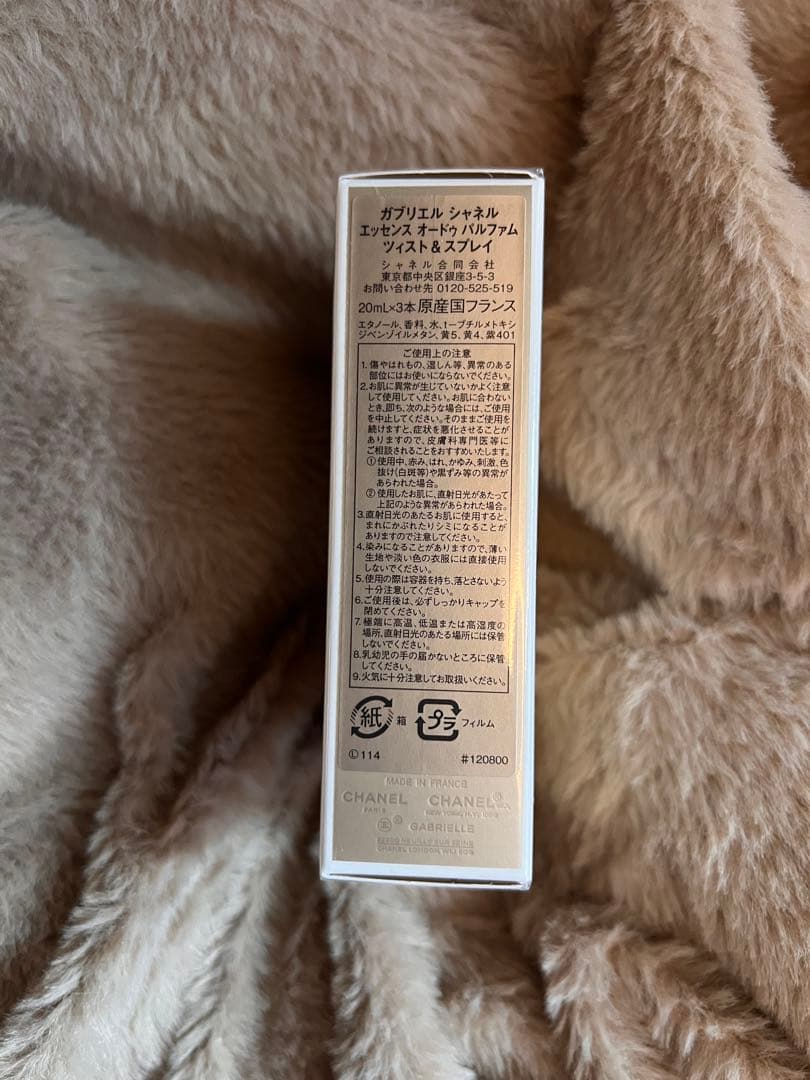 ガブリエル シャネル
エッセンス オードゥ パルファム
ツィスト&スプレイ
シャネル合同会社
東京都中央区銀座3-5-3
お問い合わせ先 0120-525-519
20mL×3本 原産国フランス
エタノール、香料、水、t-ブチルメトキシ
ジベンゾイルメタン、黄5、黄4、紫401
ご使用上の注意
1. 傷やはれもの、湿しん等、異常のある
部位にはお使いにならないでください。
2. お肌に異常が生じていないかよく注意
して使用してください。お肌に合わない
とき、即ち、次のような場合には、ご使用
を中止してください。そのままご使用を
続けますと、症状を悪化させることが
ありますので、皮膚科専門医等に
ご相談されることをおすすめいたします。
①使用中、赤み、はれ、かゆみ、刺激、色
抜け(白斑等)や黒ずみ等の異常が
あらわれた場合。
②使用したお肌に、直射日光があたって
上記のような異常があらわれた場合。
3. 直射日光のあたるお肌に使用すると、
まれにかぶれたりシミになることが
ありますので注意してください。
4. 染みになることがありますので、薄い
生地や淡い色の衣服には直接使用
しないでください。
5. 使用の際は容器を持ち、落とさないよう
十分注意してください。
6. ご使用後は、必ずしっかりキャップを
閉めてください。
7. 極端に高温、低温または高湿度の
場所、直射日光のあたる場所には保管
しないでください。
8. 乳幼児の手の届かないところに保管
してください。
9. 火気に十分注意してお取扱いください。
紙 箱 プラ フィルム
Ⓛ114 #120800
MADE IN FRANCE
CHANEL CHANEL
PARIS NEW YORK, N.Y.
® GABRIELLE
NEUILLY SUR SEINE
CHANEL LONDON,